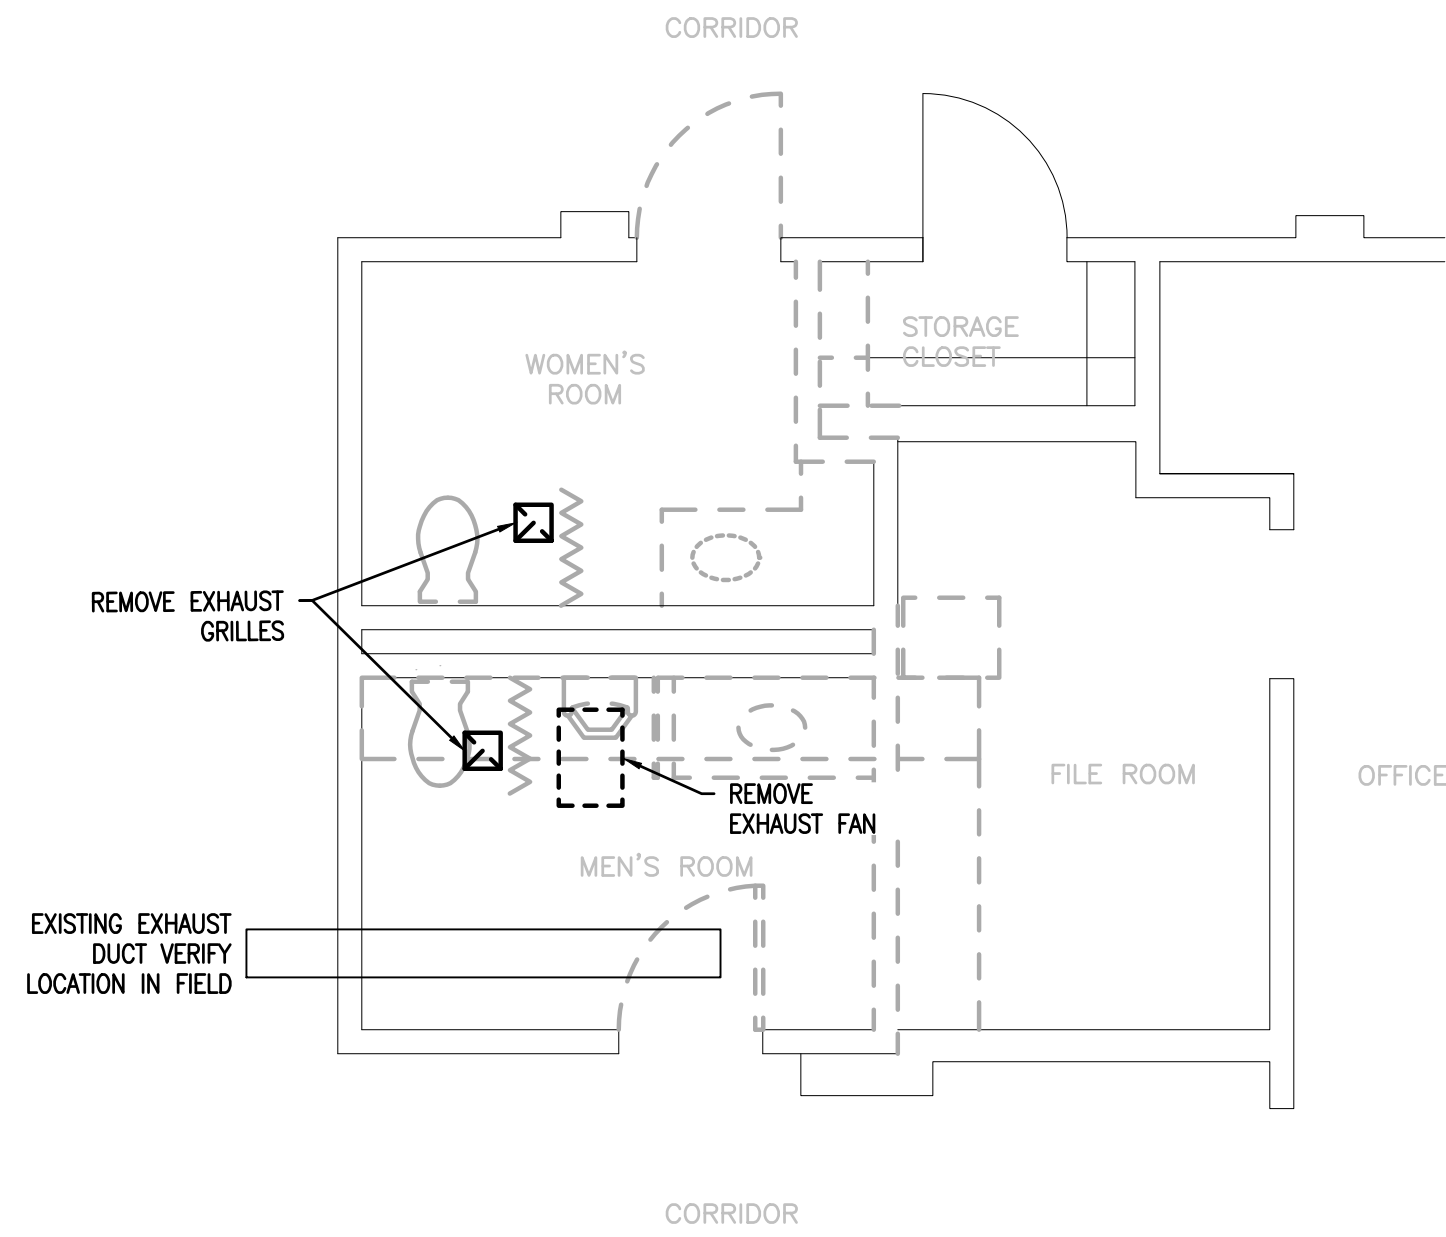 CORRIDOR
STORAGE
CLOSET
WOMEN'S
ROOM
REMOVE EXHAUST
GRILLES
FILE ROOM
OFFICE
REMOVE
EXHAUST FAN
MEN'S ROOM
EXISTING EXHAUST
DUCT VERIFY
LOCATION IN FIELD
CORRIDOR